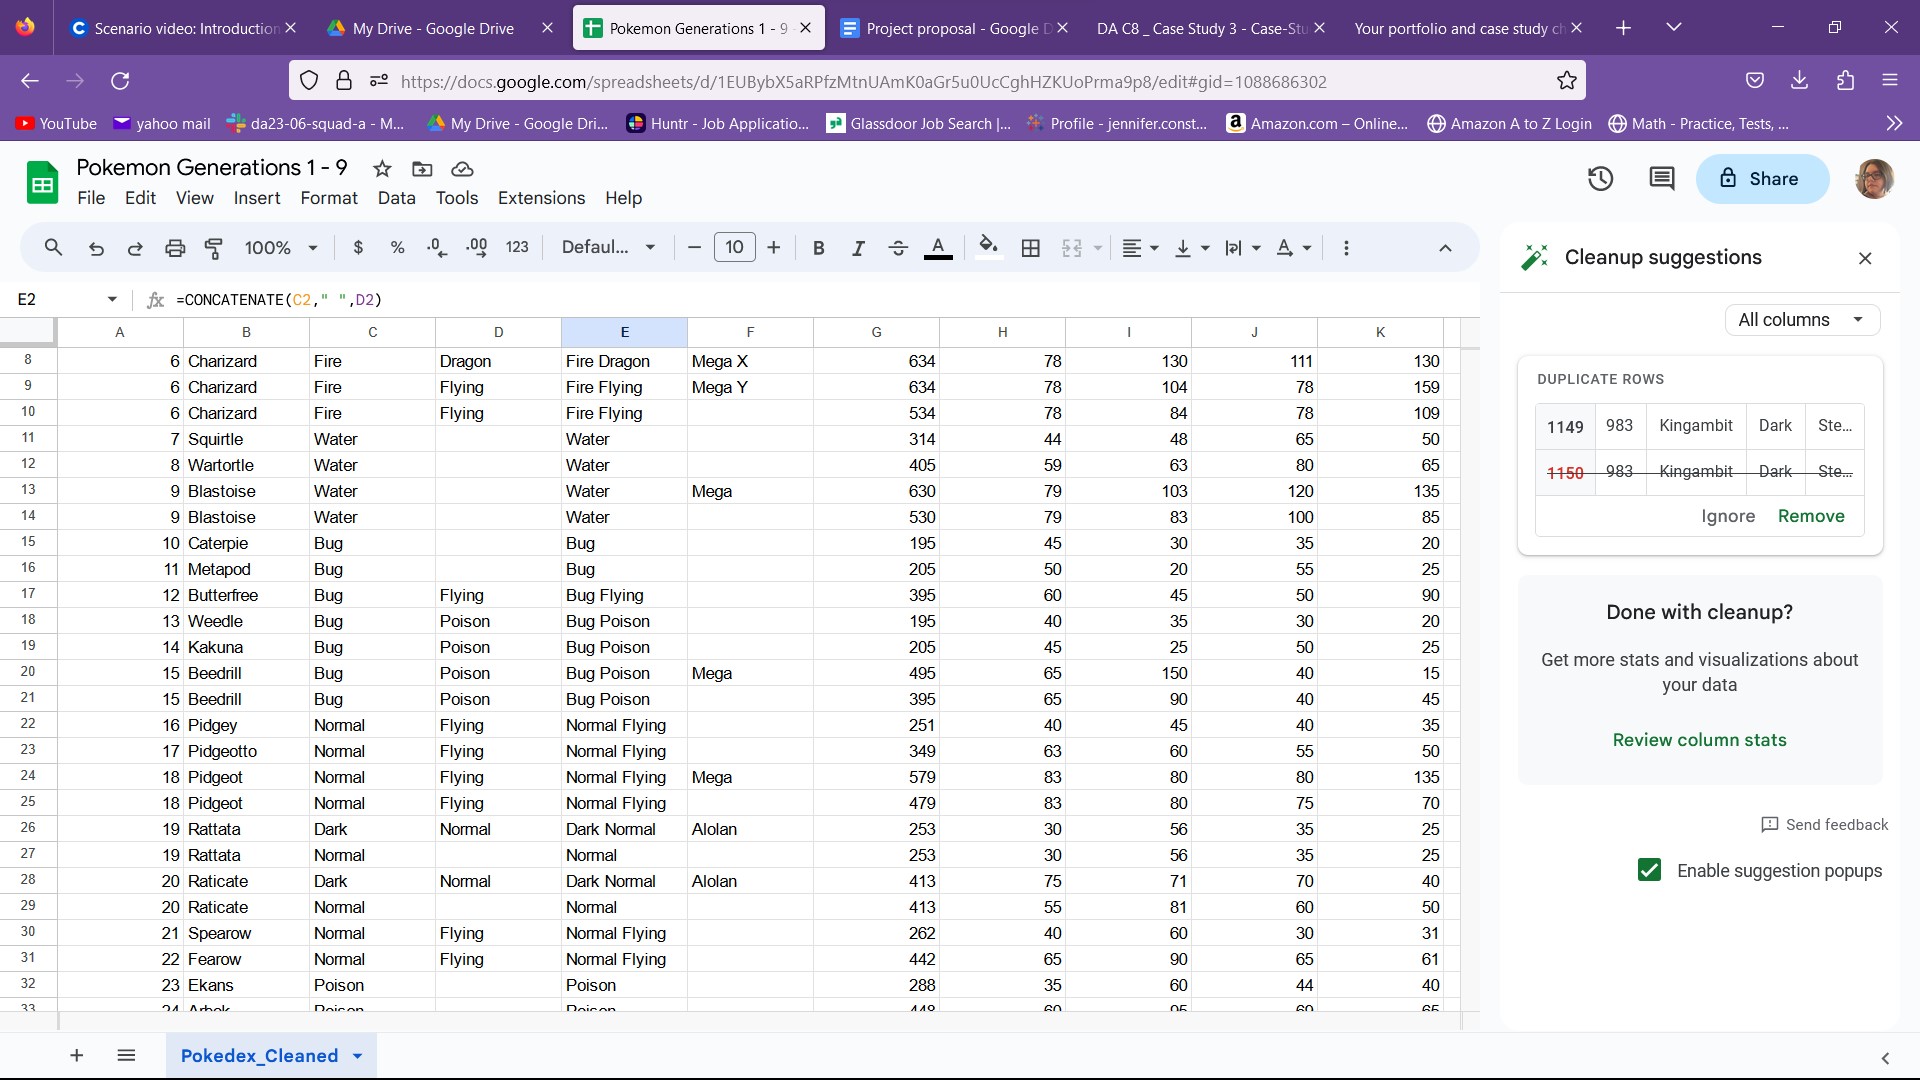 Scenario video: Introduction
My Drive - Google Drive
Pokemon Generations 1 - 9
Project proposal - Google D
DA C8 _ Case Study 3 - Case-Stu
Your portfolio and case study ch
https://docs.google.com/spreadsheets/d/1EUBybX5aRPfzMtnUAmK0aGr5u0UcCghHZKUoPrma9p8/edit#gid=1088686302
YouTube
yahoo mail
da23-06-squad-a - M...
My Drive - Google Dri...
Huntr - Job Applicatio...
Glassdoor Job Search |...
Profile - jennifer.const...
Amazon.com – Online...
Amazon A to Z Login
Math - Practice, Tests, ...
Pokemon Generations 1 - 9
Share
File Edit View Insert Format Data Tools Extensions Help
100% $ % .0 .00 123 Defaul... − 10 + B I S A
E2 fx =CONCATENATE(C2," ",D2)
A B C D E F G H I J K
8 6 Charizard Fire Dragon Fire Dragon Mega X 634 78 130 111 130
9 6 Charizard Fire Flying Fire Flying Mega Y 634 78 104 78 159
10 6 Charizard Fire Flying Fire Flying 534 78 84 78 109
11 7 Squirtle Water Water 314 44 48 65 50
12 8 Wartortle Water Water 405 59 63 80 65
13 9 Blastoise Water Water Mega 630 79 103 120 135
14 9 Blastoise Water Water 530 79 83 100 85
15 10 Caterpie Bug Bug 195 45 30 35 20
16 11 Metapod Bug Bug 205 50 20 55 25
17 12 Butterfree Bug Flying Bug Flying 395 60 45 50 90
18 13 Weedle Bug Poison Bug Poison 195 40 35 30 20
19 14 Kakuna Bug Poison Bug Poison 205 45 25 50 25
20 15 Beedrill Bug Poison Bug Poison Mega 495 65 150 40 15
21 15 Beedrill Bug Poison Bug Poison 395 65 90 40 45
22 16 Pidgey Normal Flying Normal Flying 251 40 45 40 35
23 17 Pidgeotto Normal Flying Normal Flying 349 63 60 55 50
24 18 Pidgeot Normal Flying Normal Flying Mega 579 83 80 80 135
25 18 Pidgeot Normal Flying Normal Flying 479 83 80 75 70
26 19 Rattata Dark Normal Dark Normal Alolan 253 30 56 35 25
27 19 Rattata Normal Normal 253 30 56 35 25
28 20 Raticate Dark Normal Dark Normal Alolan 413 75 71 70 40
29 20 Raticate Normal Normal 413 55 81 60 50
30 21 Spearow Normal Flying Normal Flying 262 40 60 30 31
31 22 Fearow Normal Flying Normal Flying 442 65 90 65 61
32 23 Ekans Poison Poison 288 35 60 44 40
33 24 Arbok Poison Poison 448 60 95 69 65
Pokedex_Cleaned
Cleanup suggestions
All columns
DUPLICATE ROWS
1149 983 Kingambit Dark Ste...
1150 983 Kingambit Dark Ste...
Ignore Remove
Done with cleanup?
Get more stats and visualizations about
your data
Review column stats
Send feedback
Enable suggestion popups